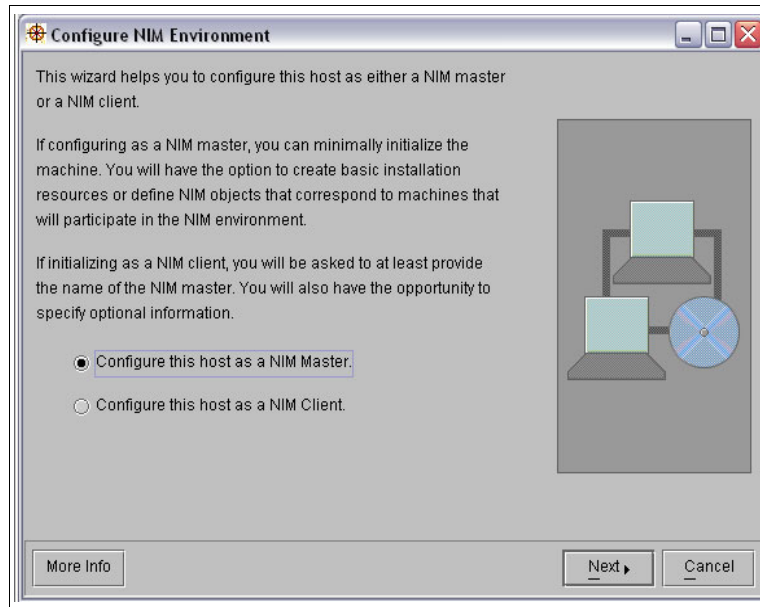 Configure NIM Environment
This wizard helps you to configure this host as either a NIM master
or a NIM client.
If configuring as a NIM master, you can minimally initialize the
machine. You will have the option to create basic installation
resources or define NIM objects that correspond to machines that
will participate in the NIM environment.
If initializing as a NIM client, you will be asked to at least provide
the name of the NIM master. You will also have the opportunity to
specify optional information.
Configure this host as a NIM Master.
Configure this host as a NIM Client.
More Info
Next
Cancel